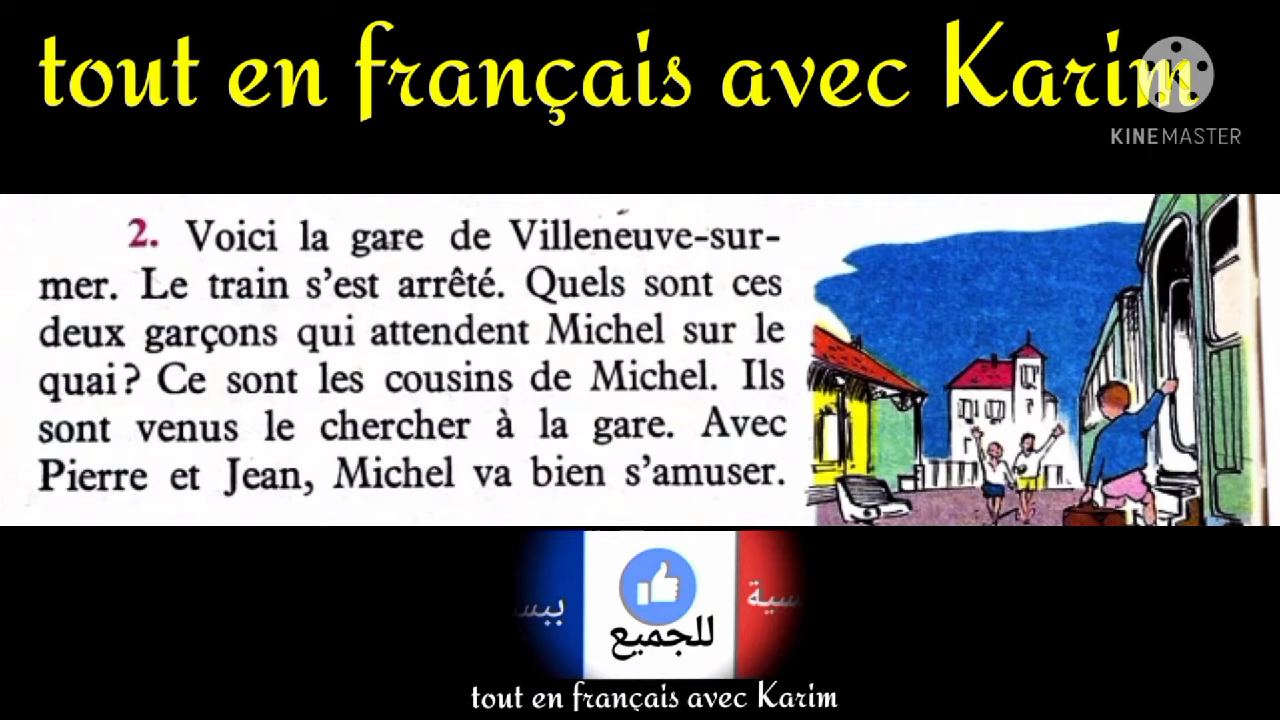 tout en français avec Karim
KINEMASTER
2. Voici la gare de Villeneuve-sur-
mer. Le train s'est arrêté. Quels sont ces
deux garçons qui attendent Michel sur le
quai? Ce sont les cousins de Michel. Ils
sont venus le chercher à la gare. Avec
Pierre et Jean, Michel va bien s'amuser.
للجميع
tout en français avec Karim